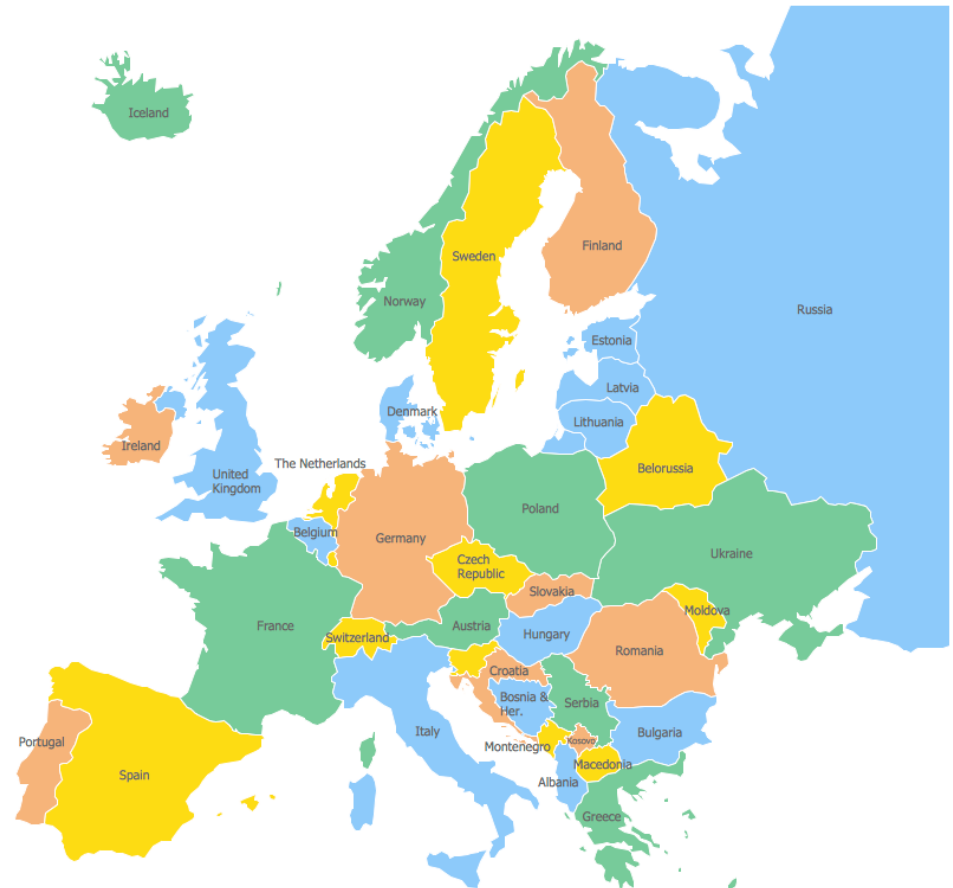 Iceland
Finland
Sweden
Norway
Russia
Estonia
Latvia
Denmark
Lithuania
Ireland
The Netherlands
Belorussia
United
Kingdom
Poland
Belgium
Germany
Ukraine
Czech
Republic
Slovakia
Moldova
France
Austria
Switzerland
Hungary
Romania
Croatia
Bosnia &
Her.
Serbia
Italy
Bulgaria
Portugal
Kosovo
Montenegro
Macedonia
Spain
Albania
Greece